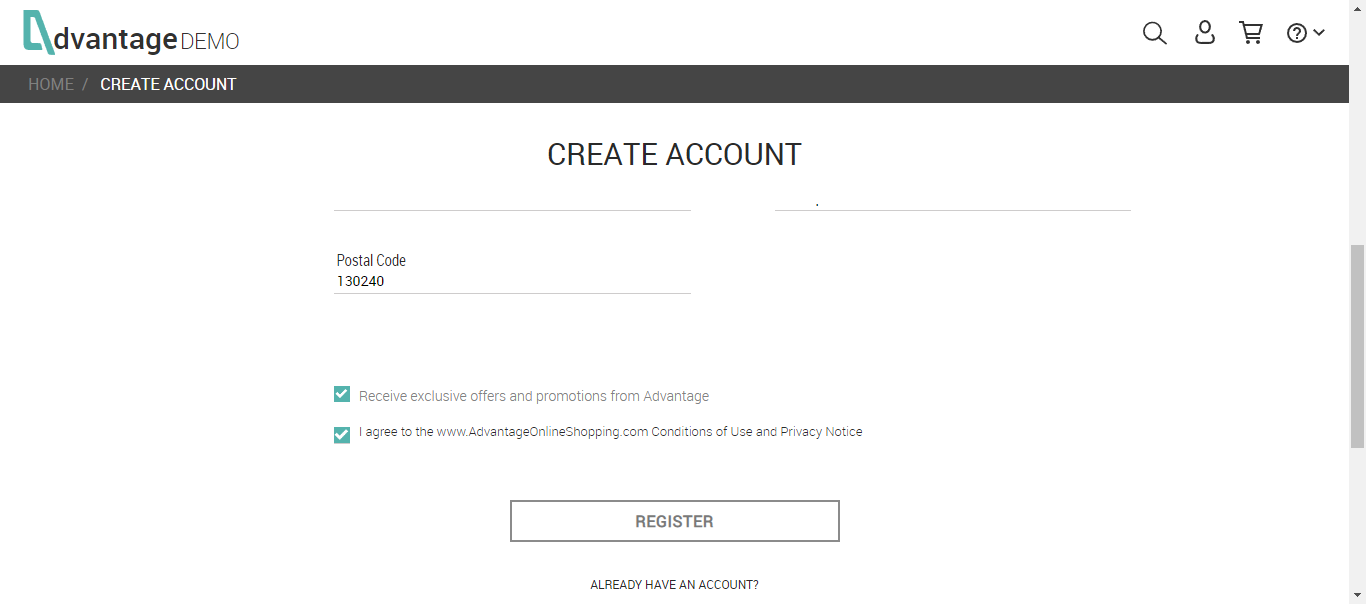 dvantage DEMO
HOME / CREATE ACCOUNT
CREATE ACCOUNT
Postal Code
130240
Receive exclusive offers and promotions from Advantage
I agree to the www.AdvantageOnlineShopping.com Conditions of Use and Privacy Notice
REGISTER
ALREADY HAVE AN ACCOUNT?